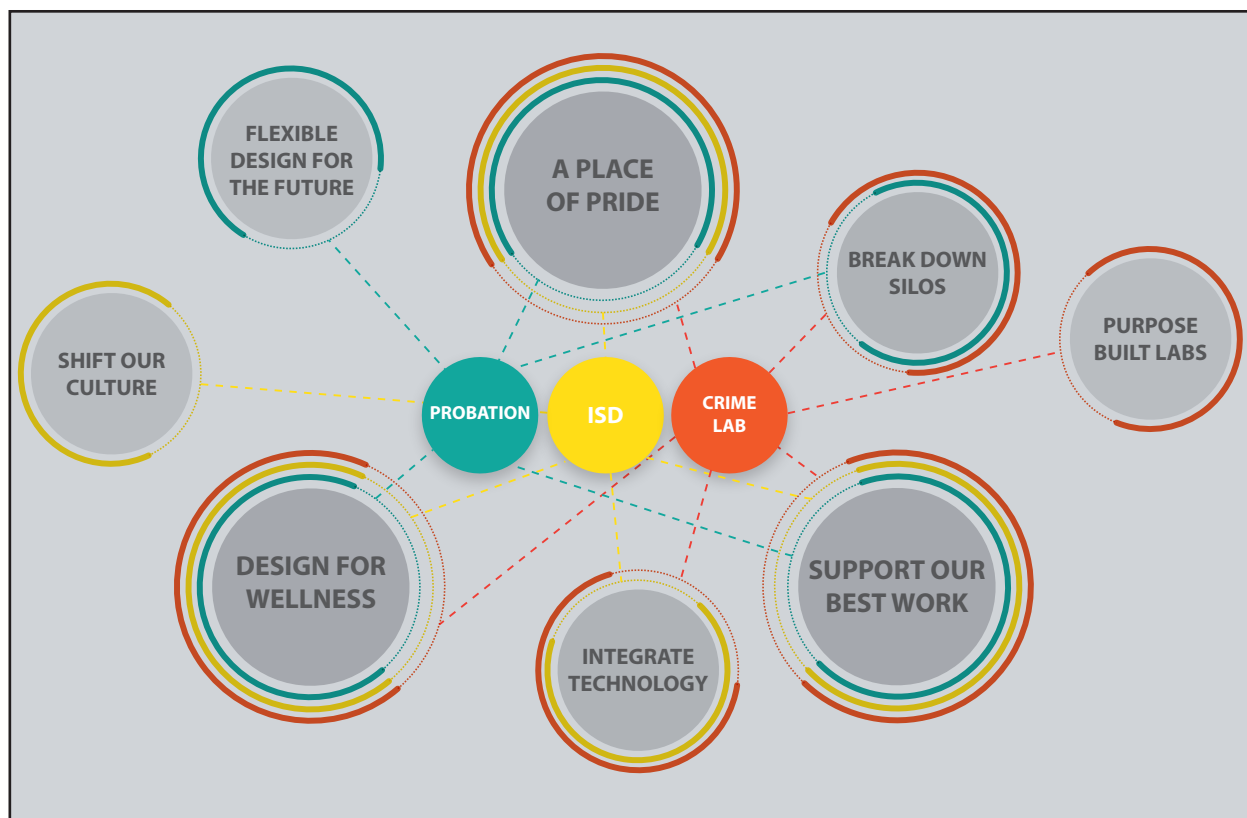 FLEXIBLE
DESIGN FOR
THE FUTURE
A PLACE
OF PRIDE
BREAK DOWN
SILOS
PURPOSE
BUILT LABS
SHIFT OUR
CULTURE
PROBATION
ISD
CRIME
LAB
DESIGN FOR
WELLNESS
INTEGRATE
TECHNOLOGY
SUPPORT OUR
BEST WORK